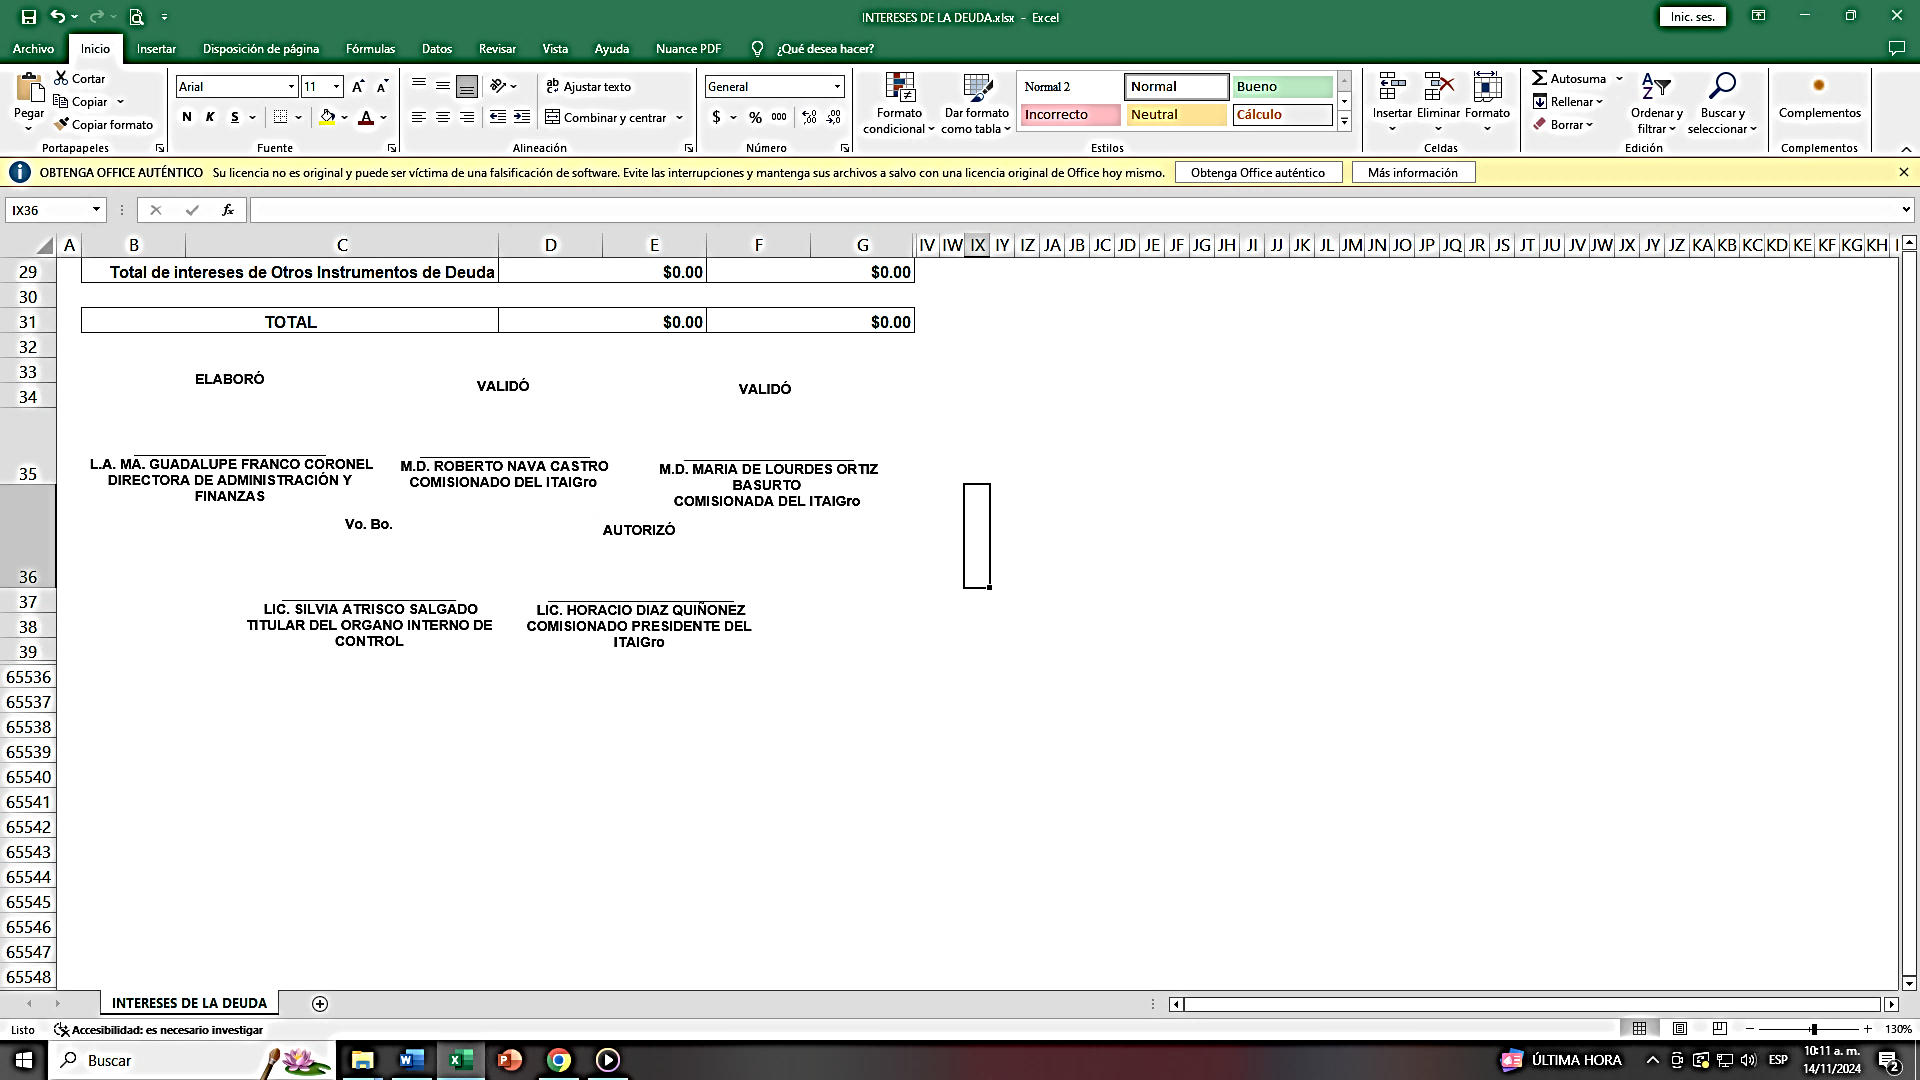 INTERESES DE LA DEUDA.xlsx - Excel
Inic. ses.
Archivo Inicio Insertar Disposición de página Fórmulas Datos Revisar Vista Ayuda Nuance PDF ¿Qué desea hacer?
Pegar
Cortar
Copiar
Copiar formato
Portapapeles
Arial 11
N K S
Fuente
Ajustar texto
Combinar y centrar
Alineación
General
$ % 000
Número
Formato condicional
Dar formato como tabla
Normal 2 Normal Bueno
Incorrecto Neutral Cálculo
Estilos
Insertar Eliminar Formato
Celdas
Autosuma
Rellenar
Borrar
Ordenar y filtrar
Buscar y seleccionar
Edición
Complementos
Complementos
OBTENGA OFFICE AUTÉNTICO Su licencia no es original y puede ser víctima de una falsificación de software. Evite las interrupciones y mantenga sus archivos a salvo con una licencia original de Office hoy mismo. Obtenga Office auténtico Más información
IX36 fx
A B C D E F G IV IW IX IY IZ JA JB JC JD JE JF JG JH JI JJ JK JL JM JN JO JP JQ JR JS JT JU JV JW JX JY JZ KA KB KC KD KE KF KG KH
29 Total de intereses de Otros Instrumentos de Deuda $0.00 $0.00
30
31 TOTAL $0.00 $0.00
32
33
34
35
36
37
38
39
65536
65537
65538
65539
65540
65541
65542
65543
65544
65545
65546
65547
65548
ELABORÓ
L.A. MA. GUADALUPE FRANCO CORONEL
DIRECTORA DE ADMINISTRACIÓN Y
FINANZAS
VALIDÓ
M.D. ROBERTO NAVA CASTRO
COMISIONADO DEL ITAIGro
VALIDÓ
M.D. MARIA DE LOURDES ORTIZ
BASURTO
COMISIONADA DEL ITAIGro
Vo. Bo.
LIC. SILVIA ATRISCO SALGADO
TITULAR DEL ORGANO INTERNO DE
CONTROL
AUTORIZÓ
LIC. HORACIO DIAZ QUIÑONEZ
COMISIONADO PRESIDENTE DEL
ITAIGro
INTERESES DE LA DEUDA
Listo Accesibilidad: es necesario investigar
130%
Buscar
ÚLTIMA HORA
ESP
10:11 a. m.
14/11/2024
2